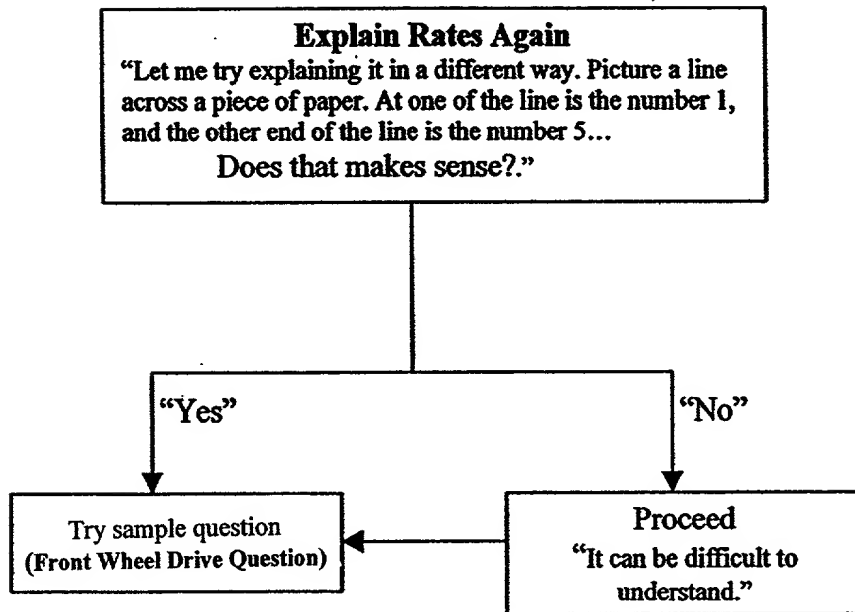 Explain Rates Again
“Let me try explaining it in a different way. Picture a line
across a piece of paper. At one of the line is the number 1,
and the other end of the line is the number 5...
Does that makes sense?.”
“Yes”
“No”
Try sample question
(Front Wheel Drive Question)
Proceed
“It can be difficult to
understand.”